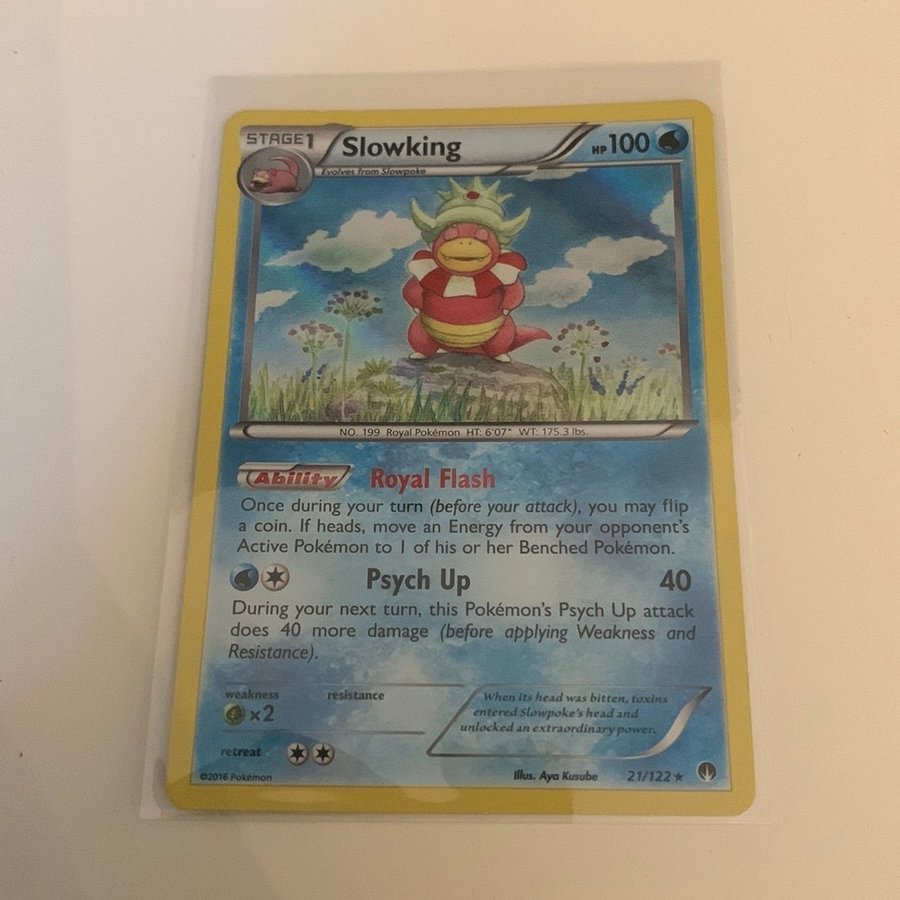 STAGE1 Slowking HP 100
Evolves from Slowpoke
NO. 199 Royal Pokémon HT: 6'07" WT: 175.3 lbs.
Ability Royal Flash
Once during your turn (before your attack), you may flip
a coin. If heads, move an Energy from your opponent's
Active Pokémon to 1 of his or her Benched Pokémon.
Psych Up 40
During your next turn, this Pokémon's Psych Up attack
does 40 more damage (before applying Weakness and
Resistance).
weakness resistance
×2
When its head was bitten, toxins
entered Slowpoke's head and
unlocked an extraordinary power.
retreat
©2016 Pokémon Illus. Aya Kusube 21/122 ★